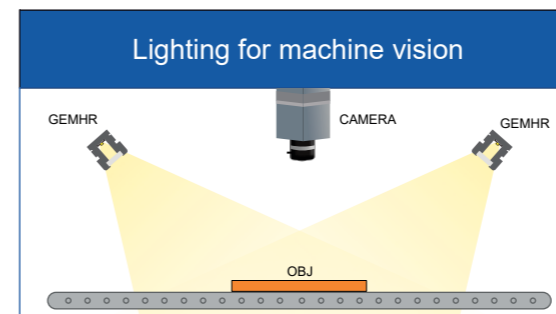 Lighting for machine vision
GEMHR
CAMERA
GEMHR
OBJ